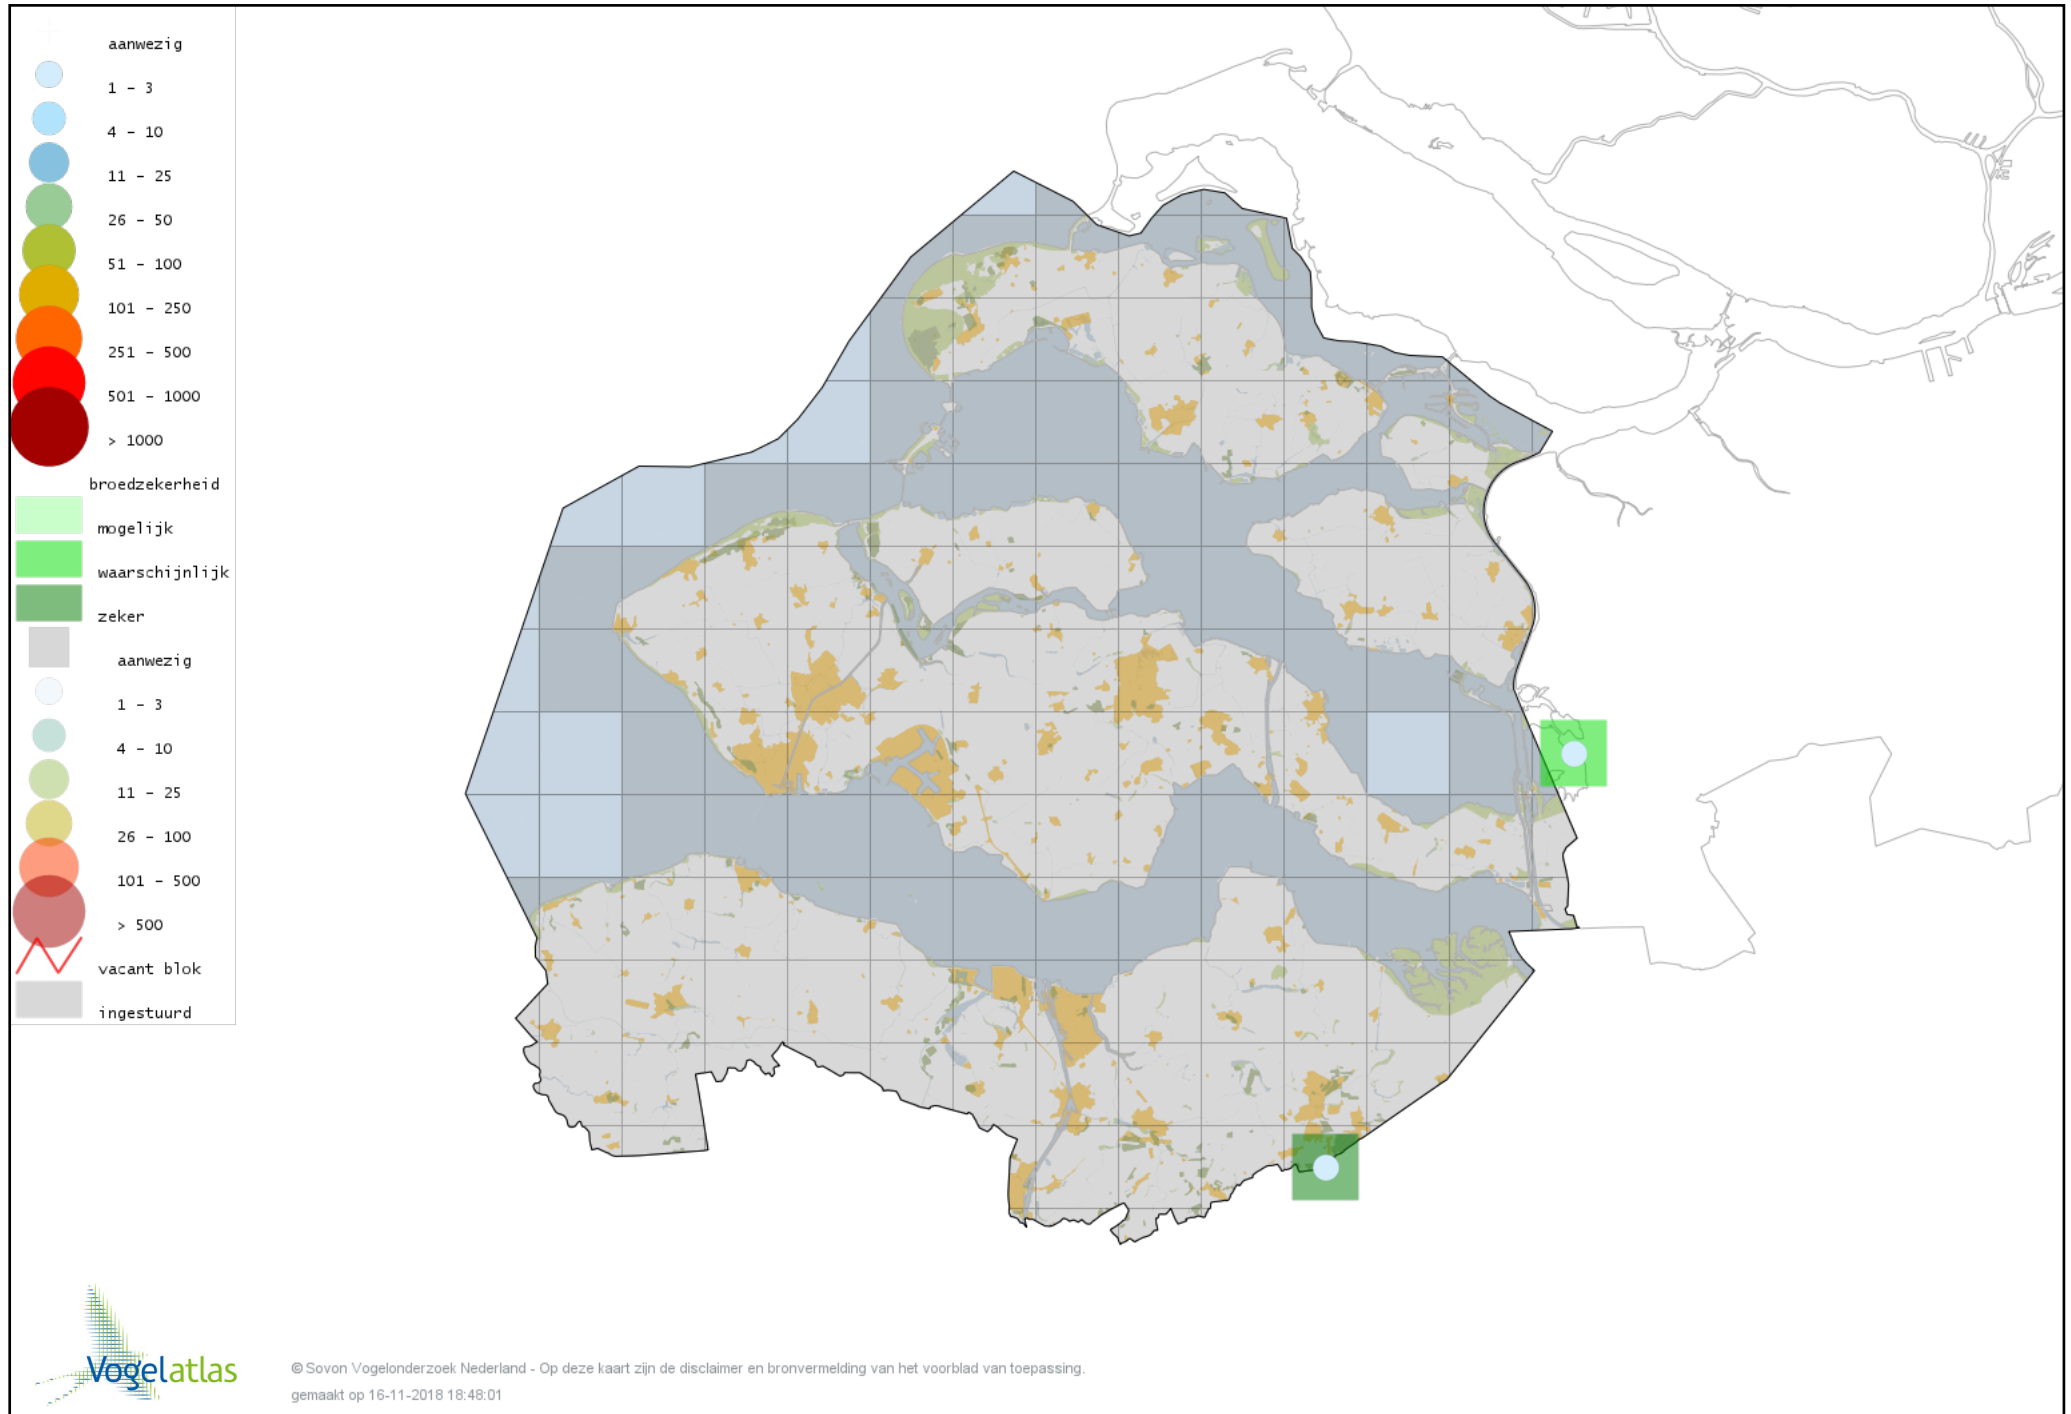 aanwezig
1 - 3
4 - 10
11 - 25
26 - 50
51 - 100
101 - 250
251 - 500
501 - 1000
> 1000
broedzekerheid
mogelijk
waarschijnlijk
zeker
aanwezig
1 - 3
4 - 10
11 - 25
26 - 100
101 - 500
> 500
vacant blok
ingestuurd
Vogelatlas
© Sovon Vogelonderzoek Nederland - Op deze kaart zijn de disclaimer en bronvermelding van het voorblad van toepassing.
gemaakt op 16-11-2018 18:48:01